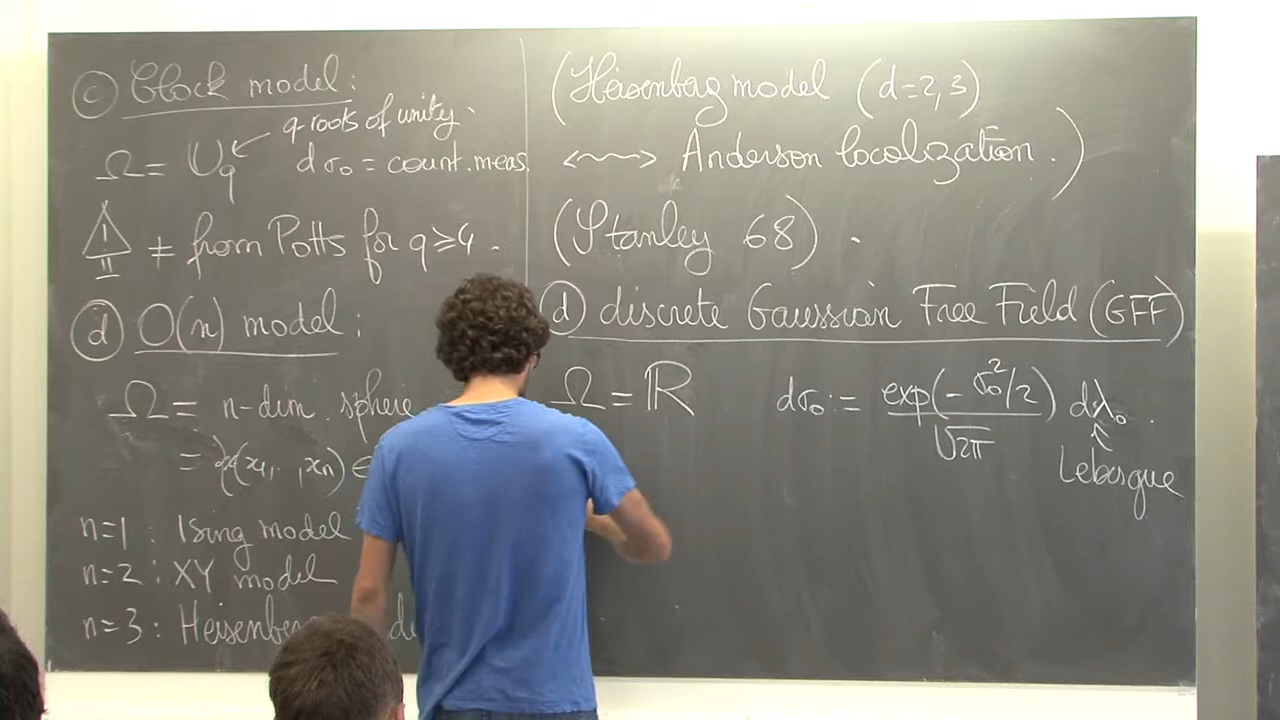 ⓒ Clock model:
q-roots of unity.
Ω = U_q dσ₀ = count. meas.
≠ from Potts for q ≥ 4.
ⓓ O(n) model:
Ω = n-dim. sphere
= {(x₁, .., xₙ) ∈
n=1 : Ising model
n=2 : XY model
n=3 : Heisenberg
(Heisenberg model (d=2,3)
⟷ Anderson localization.)
(Stanley 68).
ⓓ discrete Gaussian Free Field (GFF)
Ω = ℝ dσ₀ := exp(-σ₀²/2)/√2π dλ₀.
Lebesgue